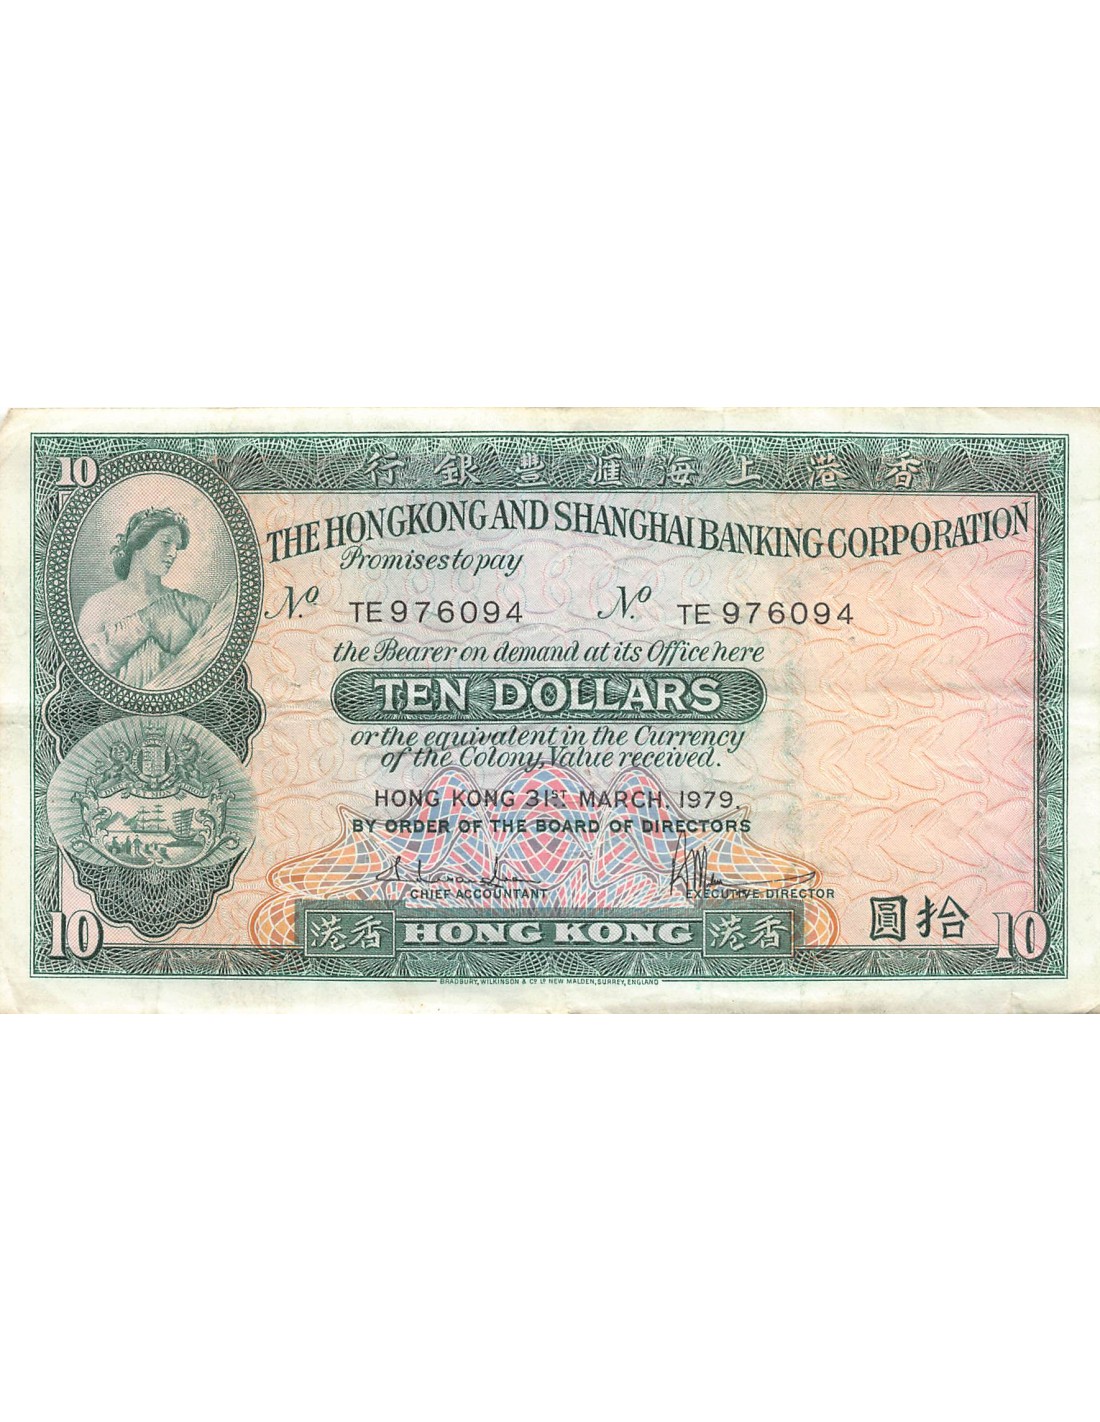 10
香港上海滙豐銀行
THE HONGKONG AND SHANGHAI BANKING CORPORATION
Promises to pay
No. TE 976094 No. TE 976094
the Bearer on demand at its Office here
TEN DOLLARS
or the equivalent in the Currency
of the Colony, Value received.
HONG KONG 31ST MARCH, 1979.
BY ORDER OF THE BOARD OF DIRECTORS
CHIEF ACCOUNTANT EXECUTIVE DIRECTOR
10 香港 HONG KONG 香港 拾圓 10
BRADBURY, WILKINSON & Co. Ld. NEW MALDEN, SURREY, ENGLAND